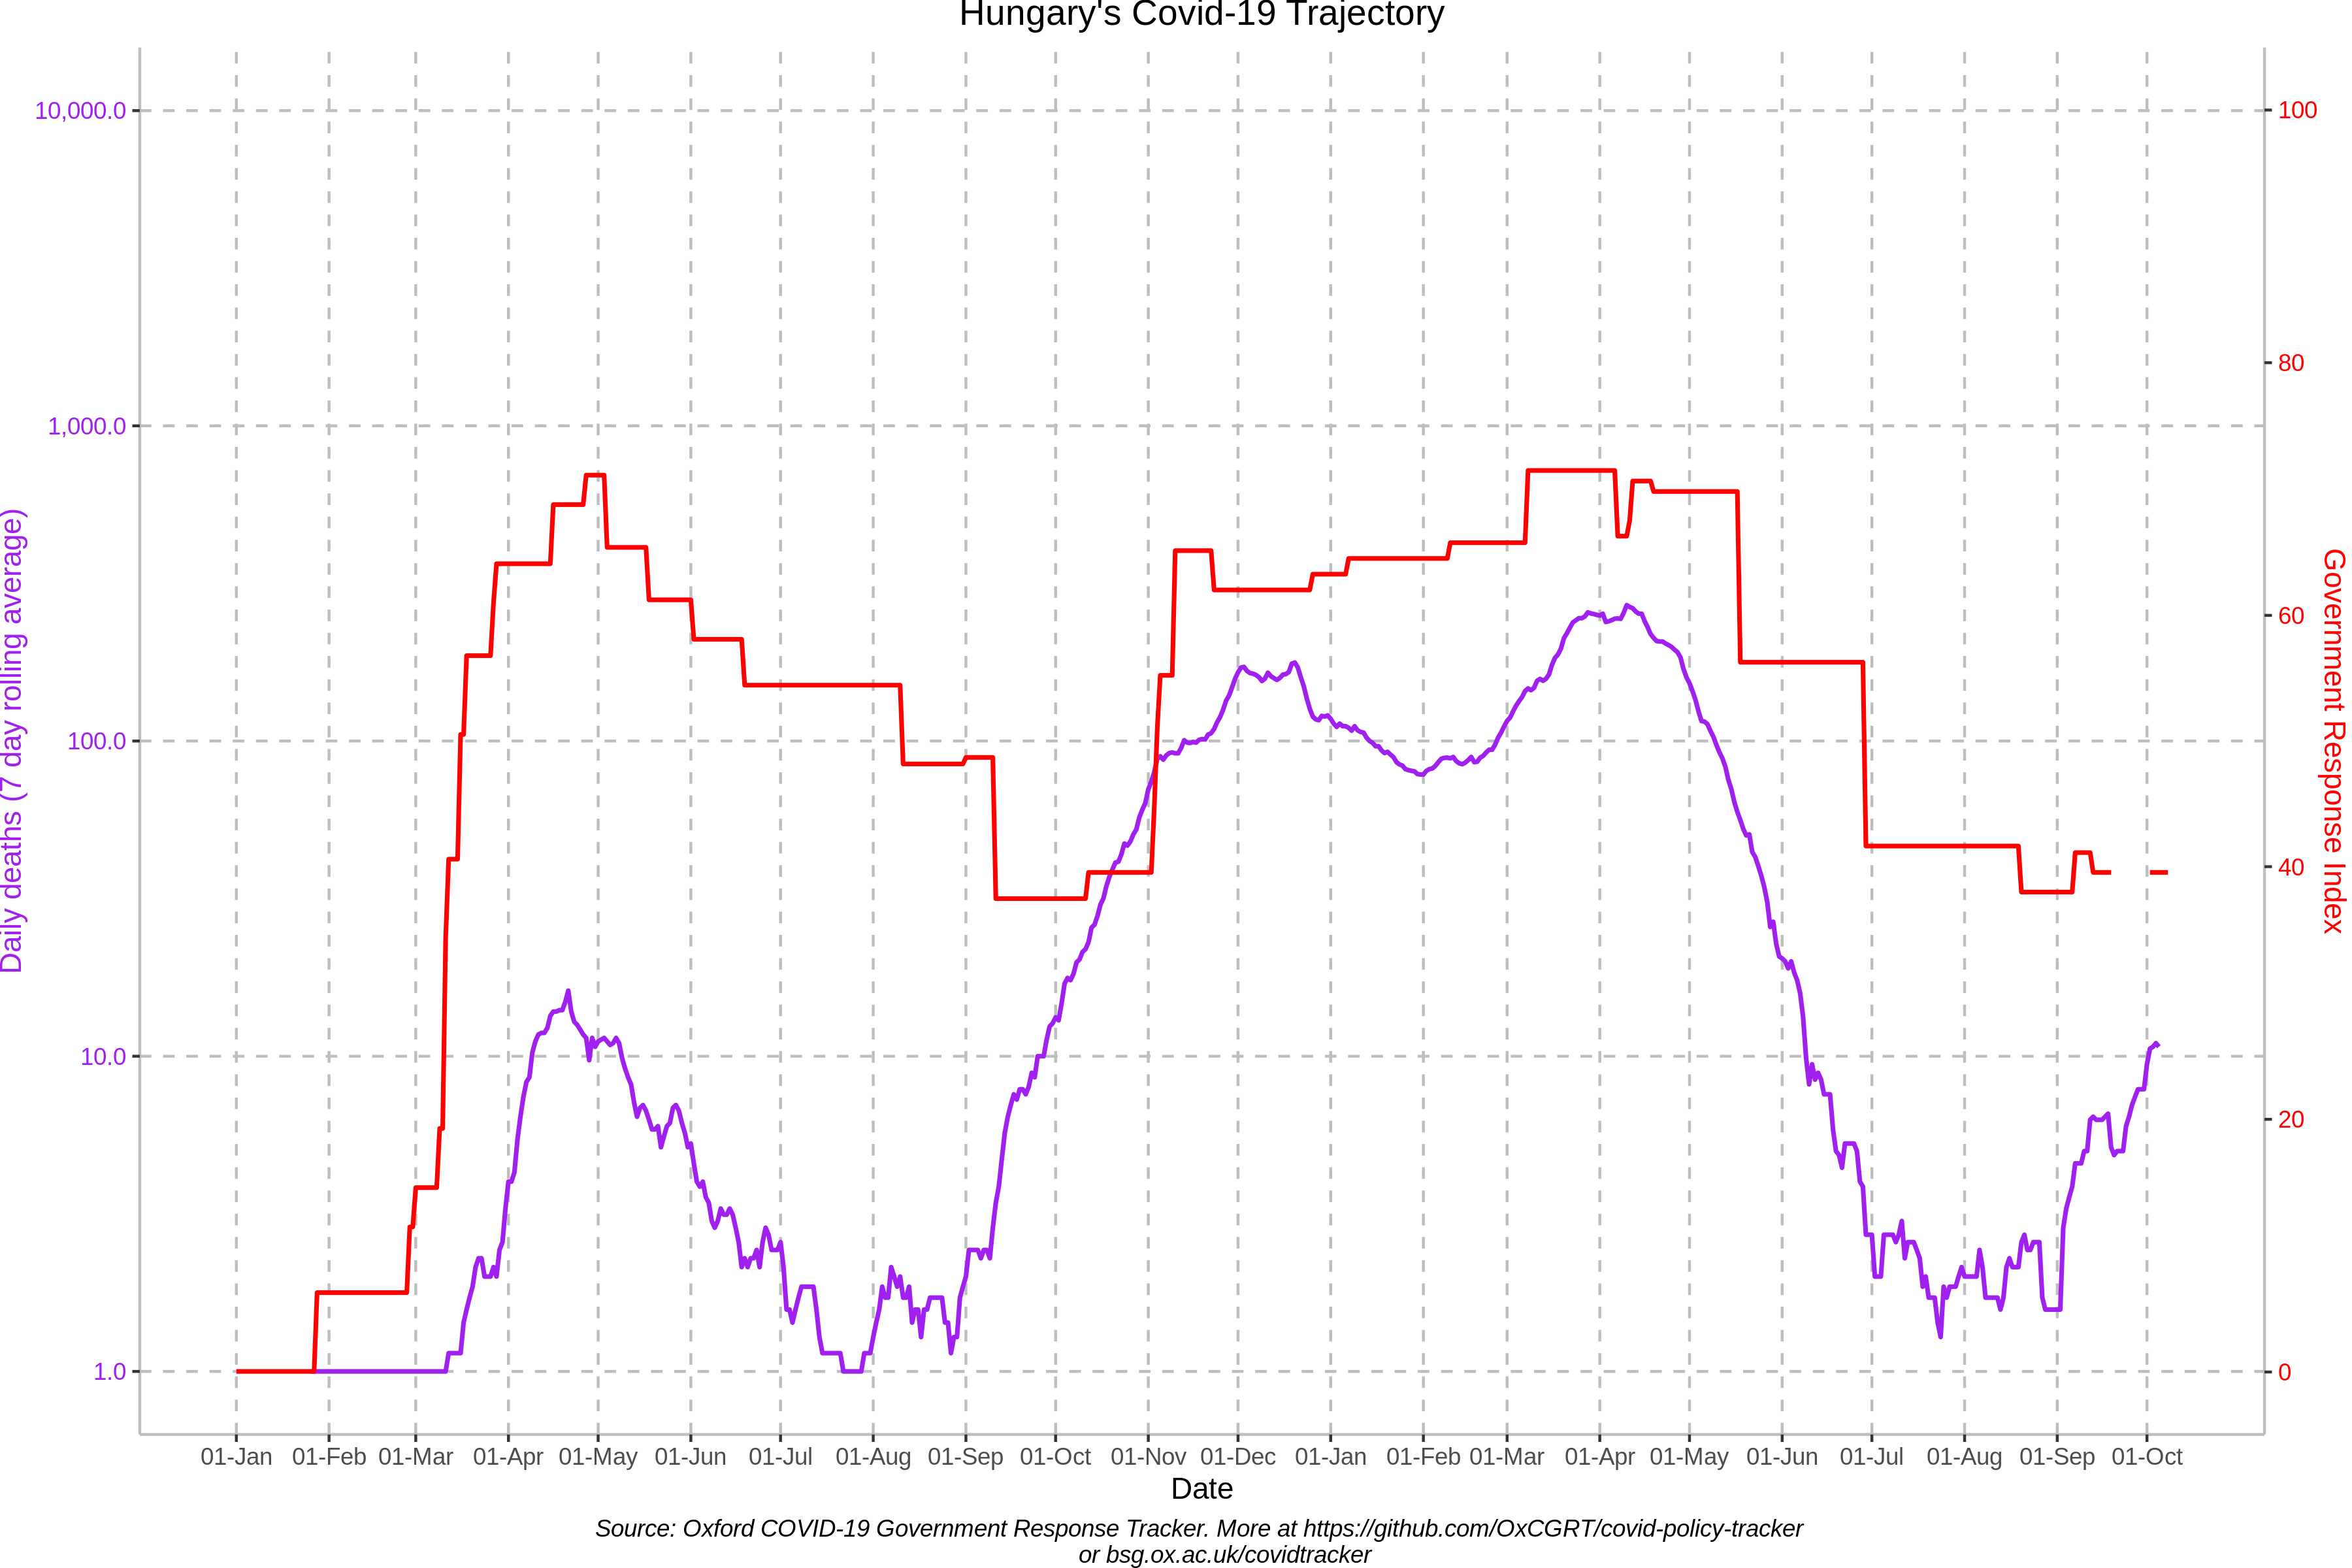 Hungary's Covid-19 Trajectory
10,000.0
1,000.0
100.0
10.0
1.0
Daily deaths (7 day rolling average)
100
80
60
40
20
0
Government Response Index
01-Jan 01-Feb 01-Mar 01-Apr 01-May 01-Jun 01-Jul 01-Aug 01-Sep 01-Oct 01-Nov 01-Dec 01-Jan 01-Feb 01-Mar 01-Apr 01-May 01-Jun 01-Jul 01-Aug 01-Sep 01-Oct
Date
Source: Oxford COVID-19 Government Response Tracker. More at https://github.com/OxCGRT/covid-policy-tracker
or bsg.ox.ac.uk/covidtracker